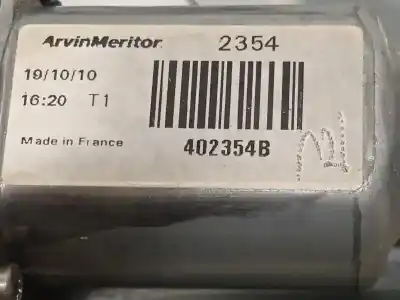 ArvinMeritor 2354
19/10/10
16:20 T1
Made in France 402354B